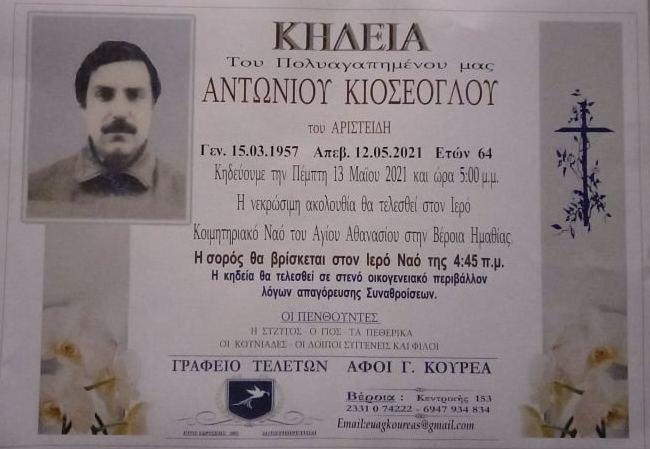 ΚΗΔΕΙΑ
Του Πολυαγαπημένου μας
ΑΝΤΩΝΙΟΥ ΚΙΟΣΕΟΓΛΟΥ
του ΑΡΙΣΤΕΙΔΗ
Γεν. 15.03.1957 Απεβ. 12.05.2021 Ετών 64
Κηδεύουμε την Πέμπτη 13 Μαΐου 2021 και ώρα 5:00 μ.μ.
Η νεκρώσιμη ακολουθία θα τελεσθεί στον Ιερό
Κοιμητηριακό Ναό του Αγίου Αθανασίου στην Βέροια Ημαθίας.
Η σορός θα βρίσκεται στον Ιερό Ναό της 4:45 π.μ.
Η κηδεία θα τελεσθεί σε στενό οικογενειακό περιβάλλον
λόγων απαγόρευσης Συναθροίσεων.
ΟΙ ΠΕΝΘΟΥΝΤΕΣ
Η ΣΥΖΥΓΟΣ - Ο ΓΙΟΣ - ΤΑ ΠΕΘΕΡΙΚΑ
ΟΙ ΚΟΥΝΙΑΔΕΣ - ΟΙ ΛΟΙΠΟΙ ΣΥΓΓΕΝΕΙΣ ΚΑΙ ΦΙΛΟΙ
ΓΡΑΦΕΙΟ ΤΕΛΕΤΩΝ ΑΦΟΙ Γ. ΚΟΥΡΕΑ
Βέροια : Κεντρικής 153
2331 0 74222 - 6947 934 834
Email:euagkoureas@gmail.com